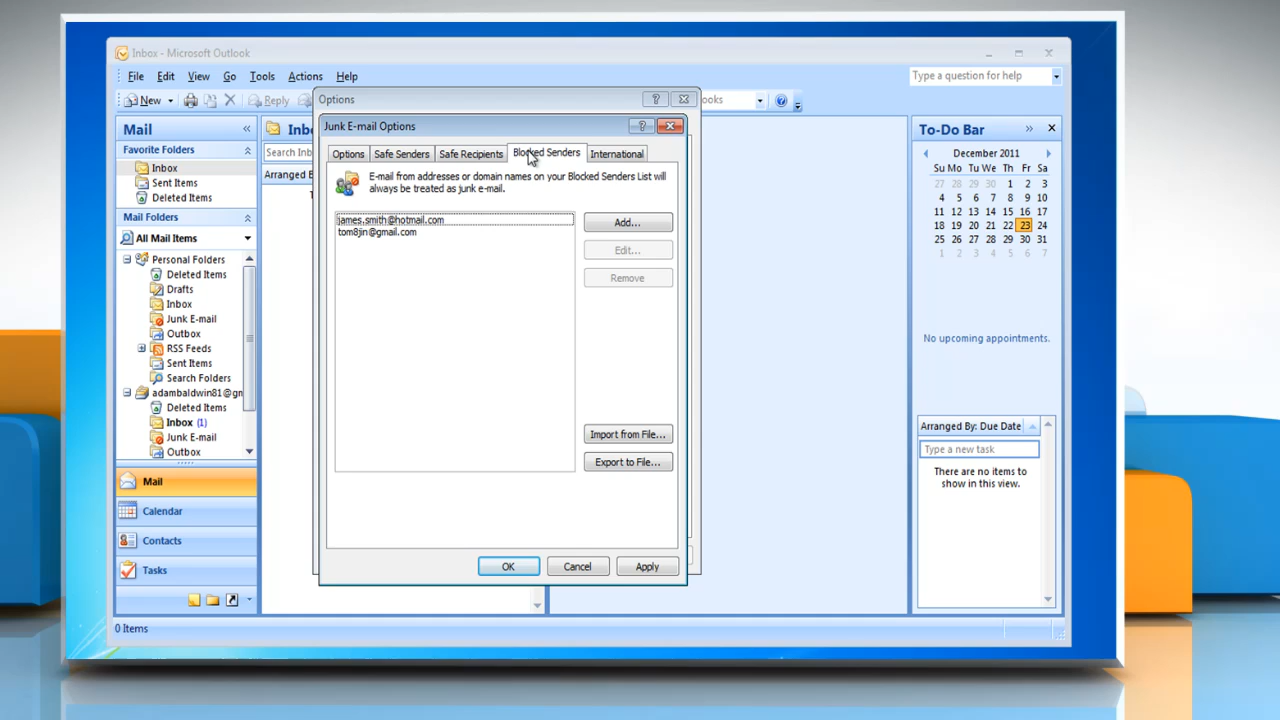 Inbox - Microsoft Outlook
File Edit View Go Tools Actions Help
Type a question for help
New Reply
ooks
Options
Junk E-mail Options
Options Safe Senders Safe Recipients Blocked Senders International
E-mail from addresses or domain names on your Blocked Senders List will
always be treated as junk e-mail.
james.smith@hotmail.com
tom8jin@gmail.com
Add...
Edit...
Remove
Import from File...
Export to File...
OK Cancel Apply
Mail
Favorite Folders
Inbox
Sent Items
Deleted Items
Mail Folders
All Mail Items
Personal Folders
Deleted Items
Drafts
Inbox
Junk E-mail
Outbox
RSS Feeds
Sent Items
Search Folders
adambaldwin81@gm
Deleted Items
Inbox (1)
Junk E-mail
Outbox
Mail
Calendar
Contacts
Tasks
Inb
Search Inb
Arranged
To-Do Bar
December 2011
Su Mo Tu We Th Fr Sa
27 28 29 30 1 2 3
4 5 6 7 8 9 10
11 12 13 14 15 16 17
18 19 20 21 22 23 24
25 26 27 28 29 30 31
1 2 3 4 5 6 7
No upcoming appointments.
Arranged By: Due Date
Type a new task
There are no items to
show in this view.
0 Items